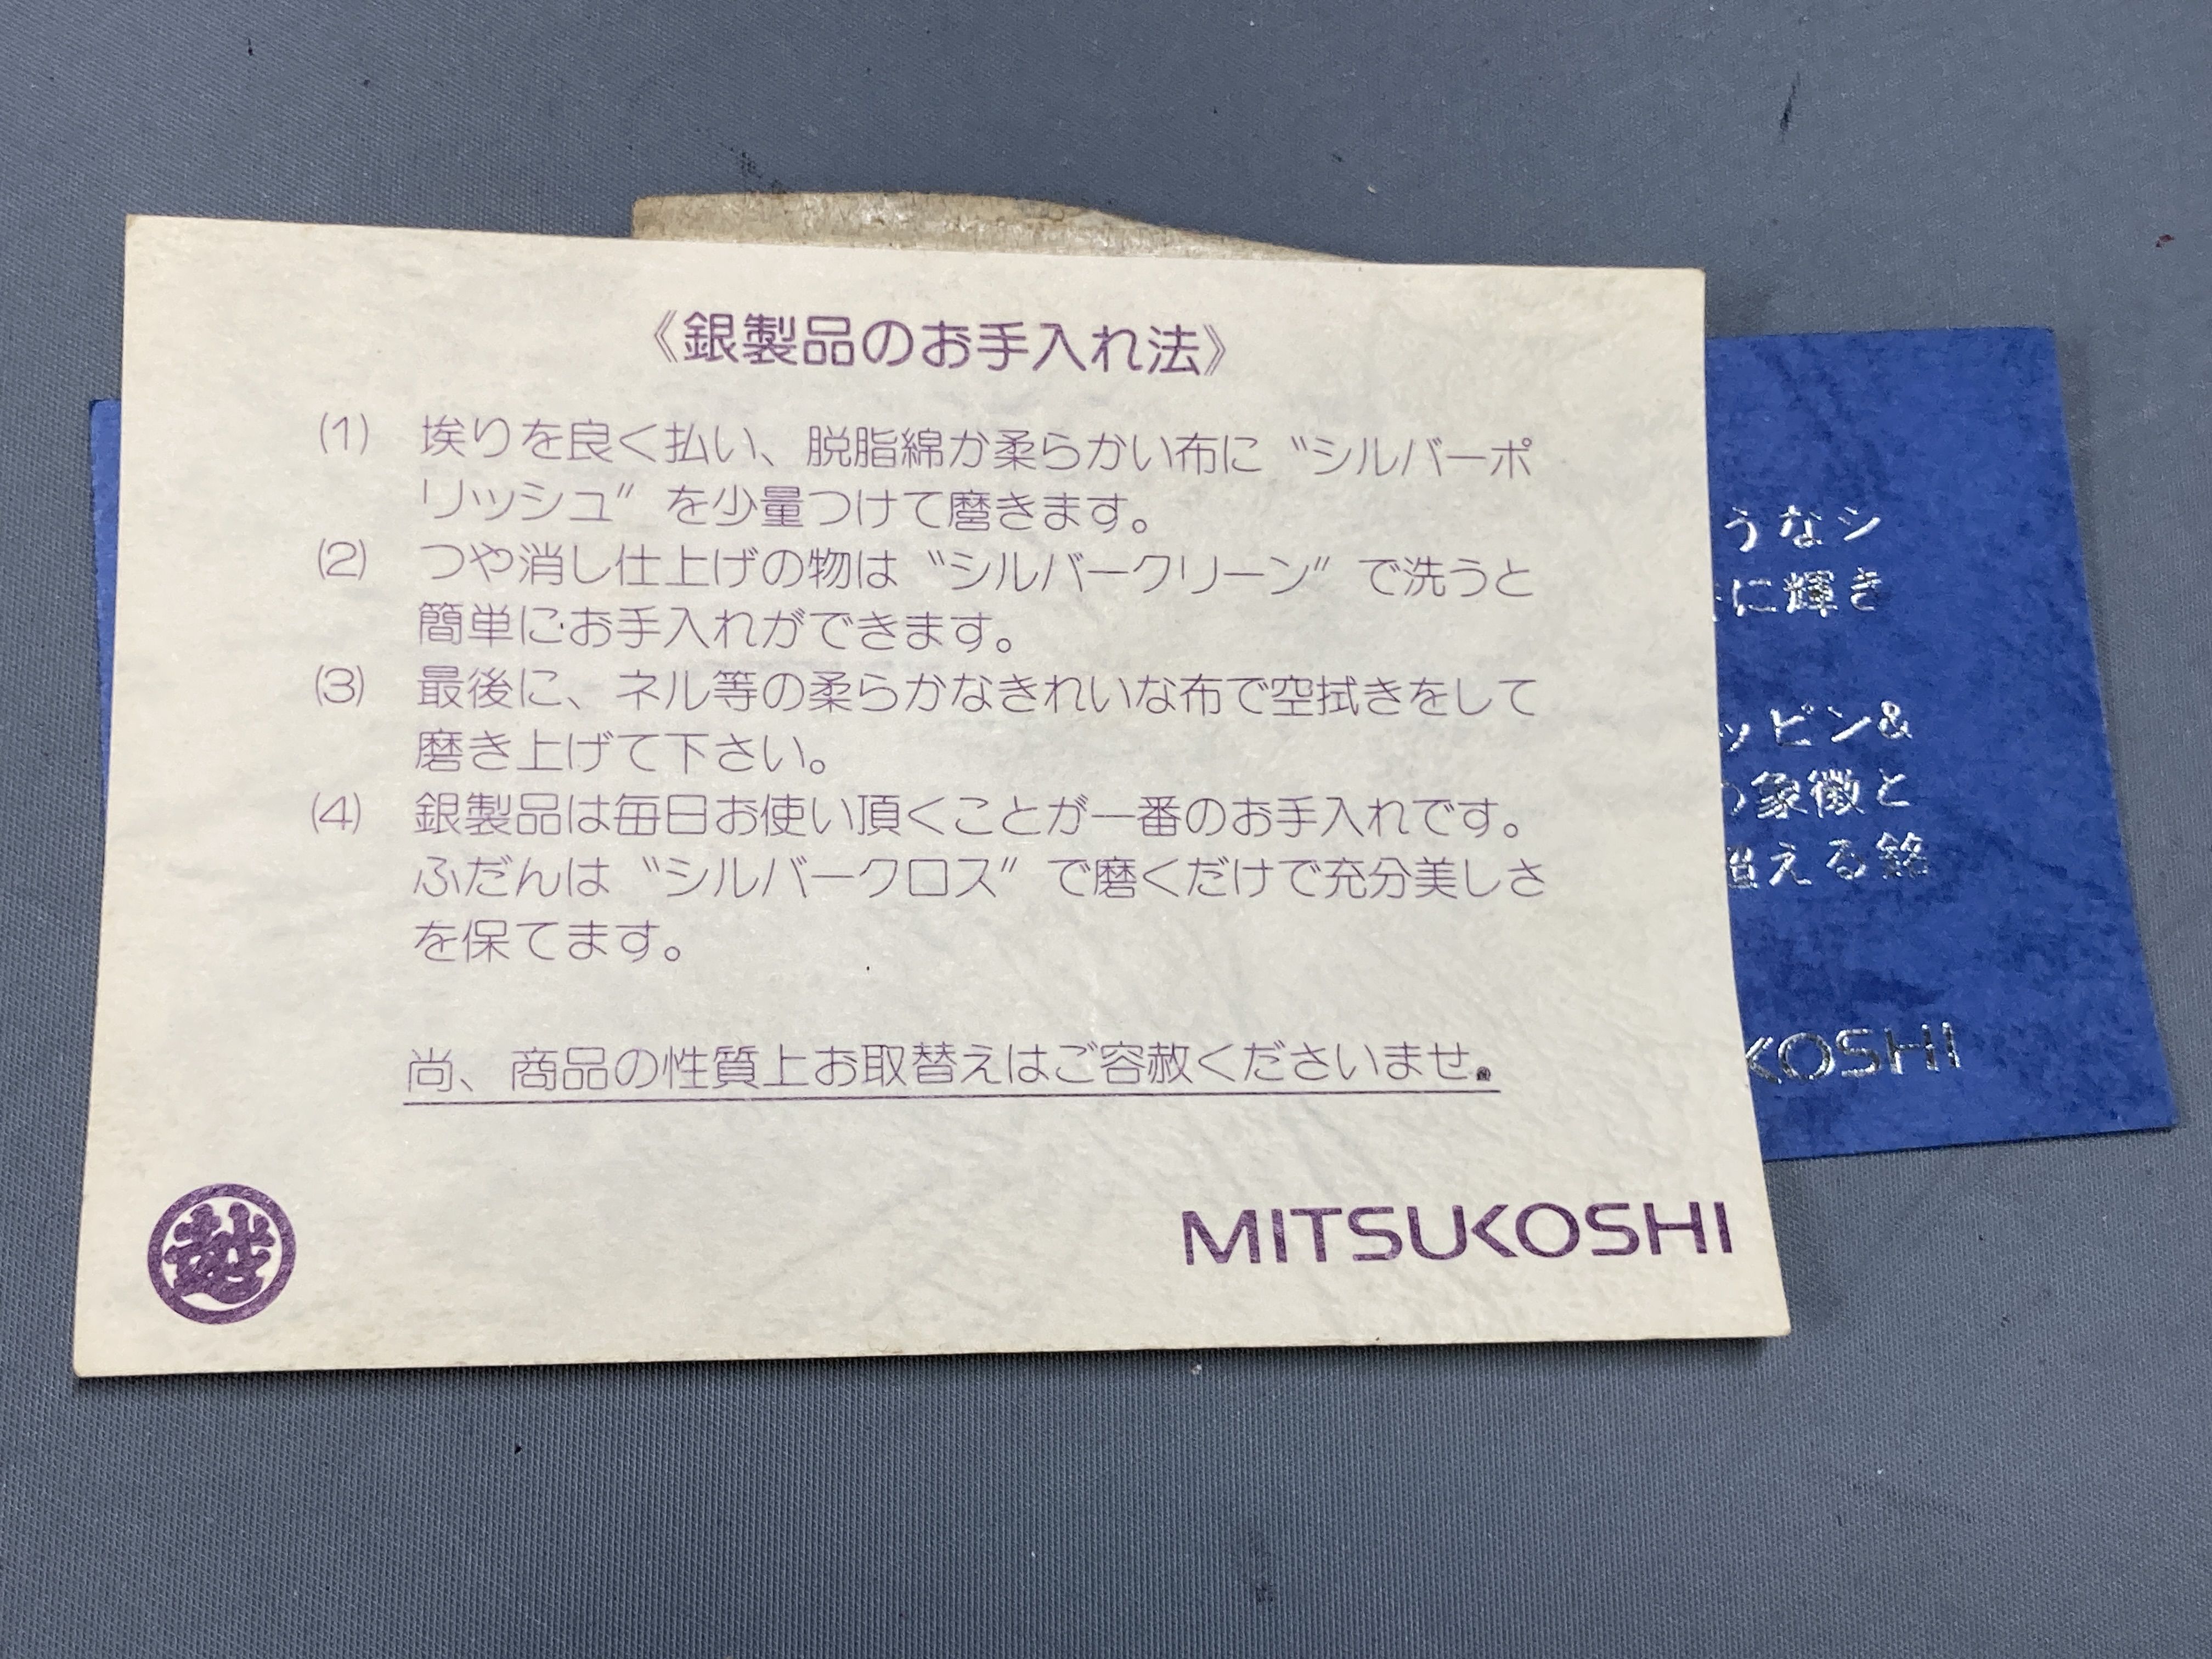 《銀製品のお手入れ法》
(1) 埃りを良く払い、脱脂綿か柔らかい布に〝シルバーポ
リッシュ〟を少量つけて磨きます。
(2) つや消し仕上げの物は〝シルバークリーン〟で洗うと
簡単にお手入れができます。
(3) 最後に、ネル等の柔らかなきれいな布で空拭きをして
磨き上げて下さい。
(4) 銀製品は毎日お使い頂くことが一番のお手入れです。
ふだんは〝シルバークロス〟で磨くだけで充分美しさ
を保てます。
尚、商品の性質上お取替えはご容赦くださいませ。
越
MITSUKOSHI
うなシ
に輝き
ッピン&
の象徴と
超える銘
KOSHI